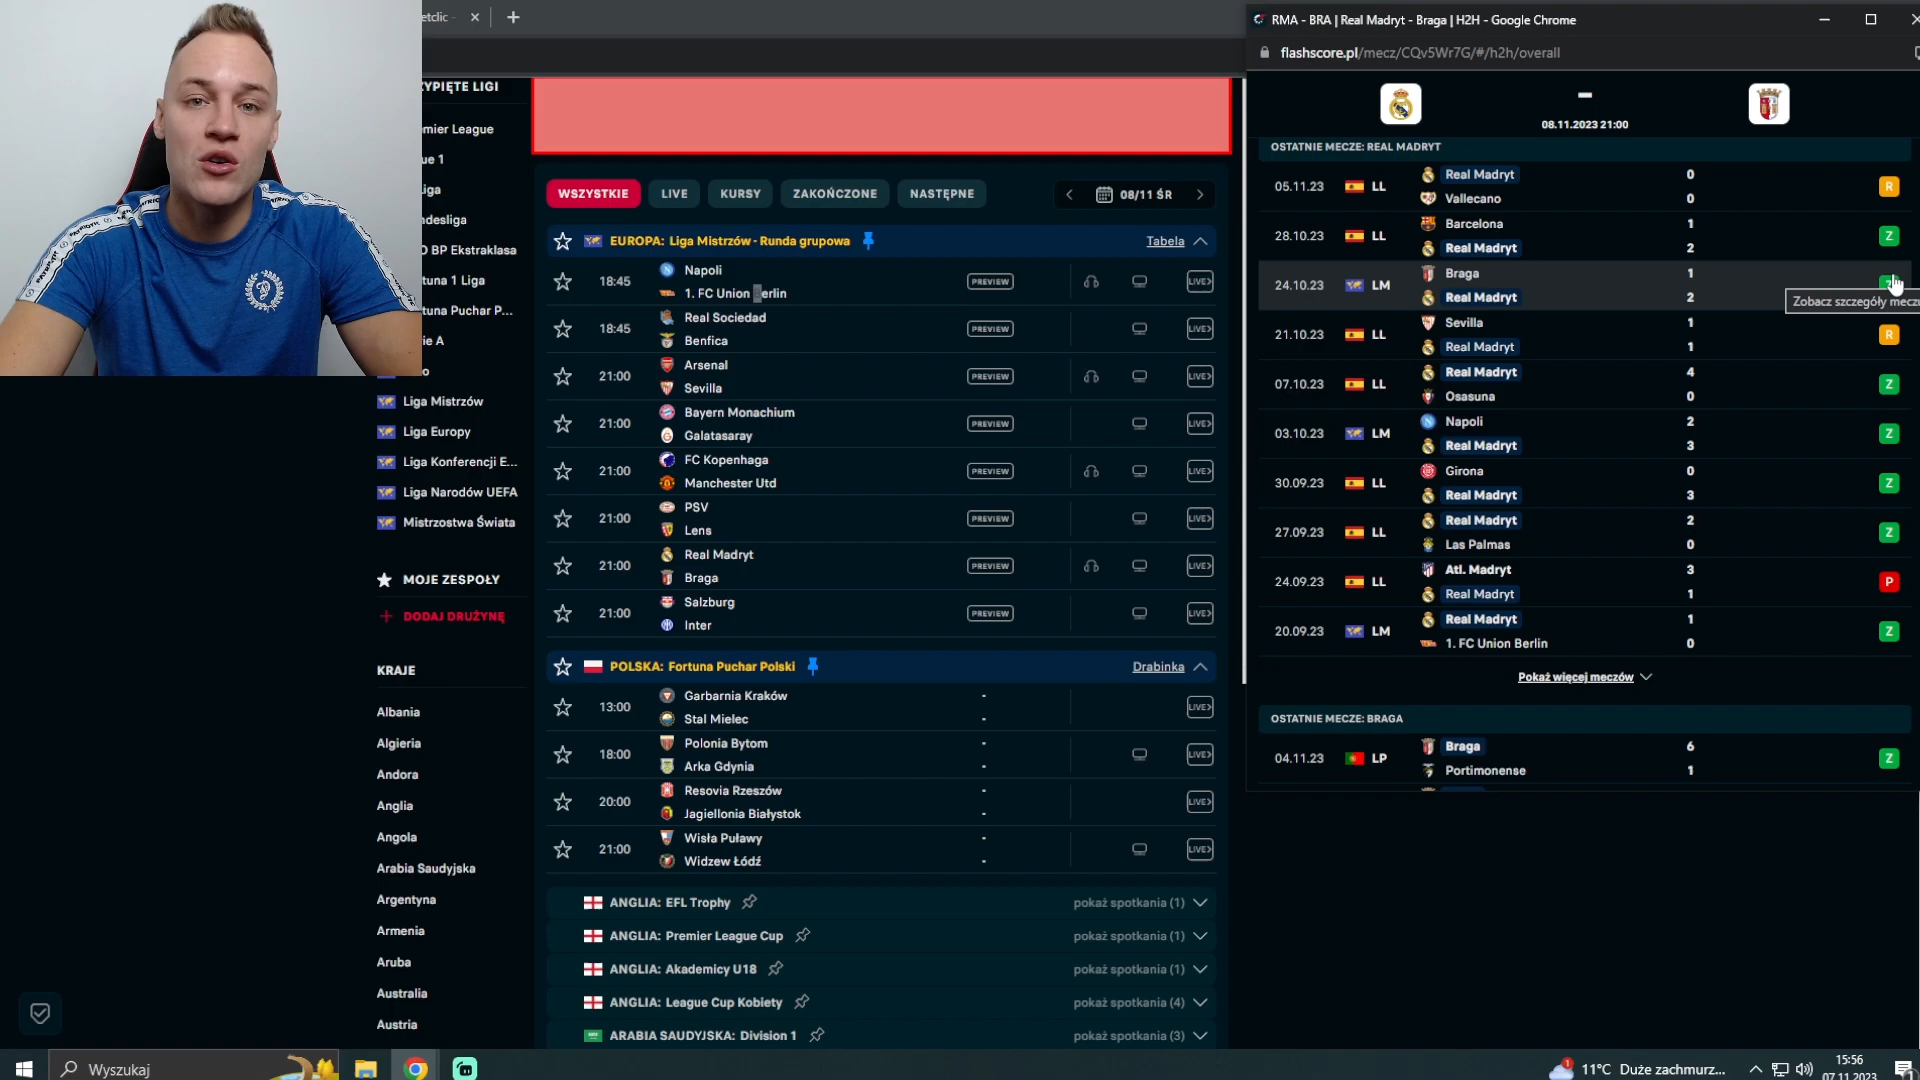 etclic -
RMA - BRA | Real Madryt - Braga | H2H - Google Chrome
flashscore.pl/mecz/CQv5Wr7G/#/h2h/overall
08.11.2023 21:00
ZYPIĘTE LIGI
mier League
ue 1
iga
ndesliga
O BP Ekstraklasa
tuna 1 Liga
tuna Puchar P...
ie A
Liga Mistrzów
Liga Europy
Liga Konferencji E...
Liga Narodów UEFA
Mistrzostwa Świata
MOJE ZESPOŁY
DODAJ DRUŻYNĘ
KRAJE
Albania
Algieria
Andora
Anglia
Angola
Arabia Saudyjska
Argentyna
Armenia
Aruba
Australia
Austria
WSZYSTKIE LIVE KURSY ZAKOŃCZONE NASTĘPNE 08/11 ŚR
EUROPA: Liga Mistrzów - Runda grupowa Tabela
18:45 Napoli PREVIEW LIVE
1. FC Union Berlin
18:45 Real Sociedad PREVIEW LIVE
Benfica
21:00 Arsenal PREVIEW LIVE
Sevilla
21:00 Bayern Monachium PREVIEW LIVE
Galatasaray
21:00 FC Kopenhaga PREVIEW LIVE
Manchester Utd
21:00 PSV PREVIEW LIVE
Lens
21:00 Real Madryt PREVIEW LIVE
Braga
21:00 Salzburg PREVIEW LIVE
Inter
POLSKA: Fortuna Puchar Polski Drabinka
13:00 Garbarnia Kraków - LIVE
Stal Mielec -
18:00 Polonia Bytom - LIVE
Arka Gdynia -
20:00 Resovia Rzeszów - LIVE
Jagiellonia Białystok -
21:00 Wisła Puławy - LIVE
Widzew Łódź -
ANGLIA: EFL Trophy pokaż spotkania (1)
ANGLIA: Premier League Cup pokaż spotkania (1)
ANGLIA: Akademicy U18 pokaż spotkania (1)
ANGLIA: League Cup Kobiety pokaż spotkania (4)
ARABIA SAUDYJSKA: Division 1 pokaż spotkania (3)
OSTATNIE MECZE: REAL MADRYT
05.11.23 LL Real Madryt 0 R
Vallecano 0
28.10.23 LL Barcelona 1 Z
Real Madryt 2
24.10.23 LM Braga 1
Real Madryt 2
Zobacz szczegóły meczu
21.10.23 LL Sevilla 1 R
Real Madryt 1
07.10.23 LL Real Madryt 4 Z
Osasuna 0
03.10.23 LM Napoli 2 Z
Real Madryt 3
30.09.23 LL Girona 0 Z
Real Madryt 3
27.09.23 LL Real Madryt 2 Z
Las Palmas 0
24.09.23 LL Atl. Madryt 3 P
Real Madryt 1
20.09.23 LM Real Madryt 1 Z
1. FC Union Berlin 0
Pokaż więcej meczów
OSTATNIE MECZE: BRAGA
04.11.23 LP Braga 6 Z
Portimonense 1
Wyszukaj
11°C Duże zachmurz...
15:56
07.11.2023